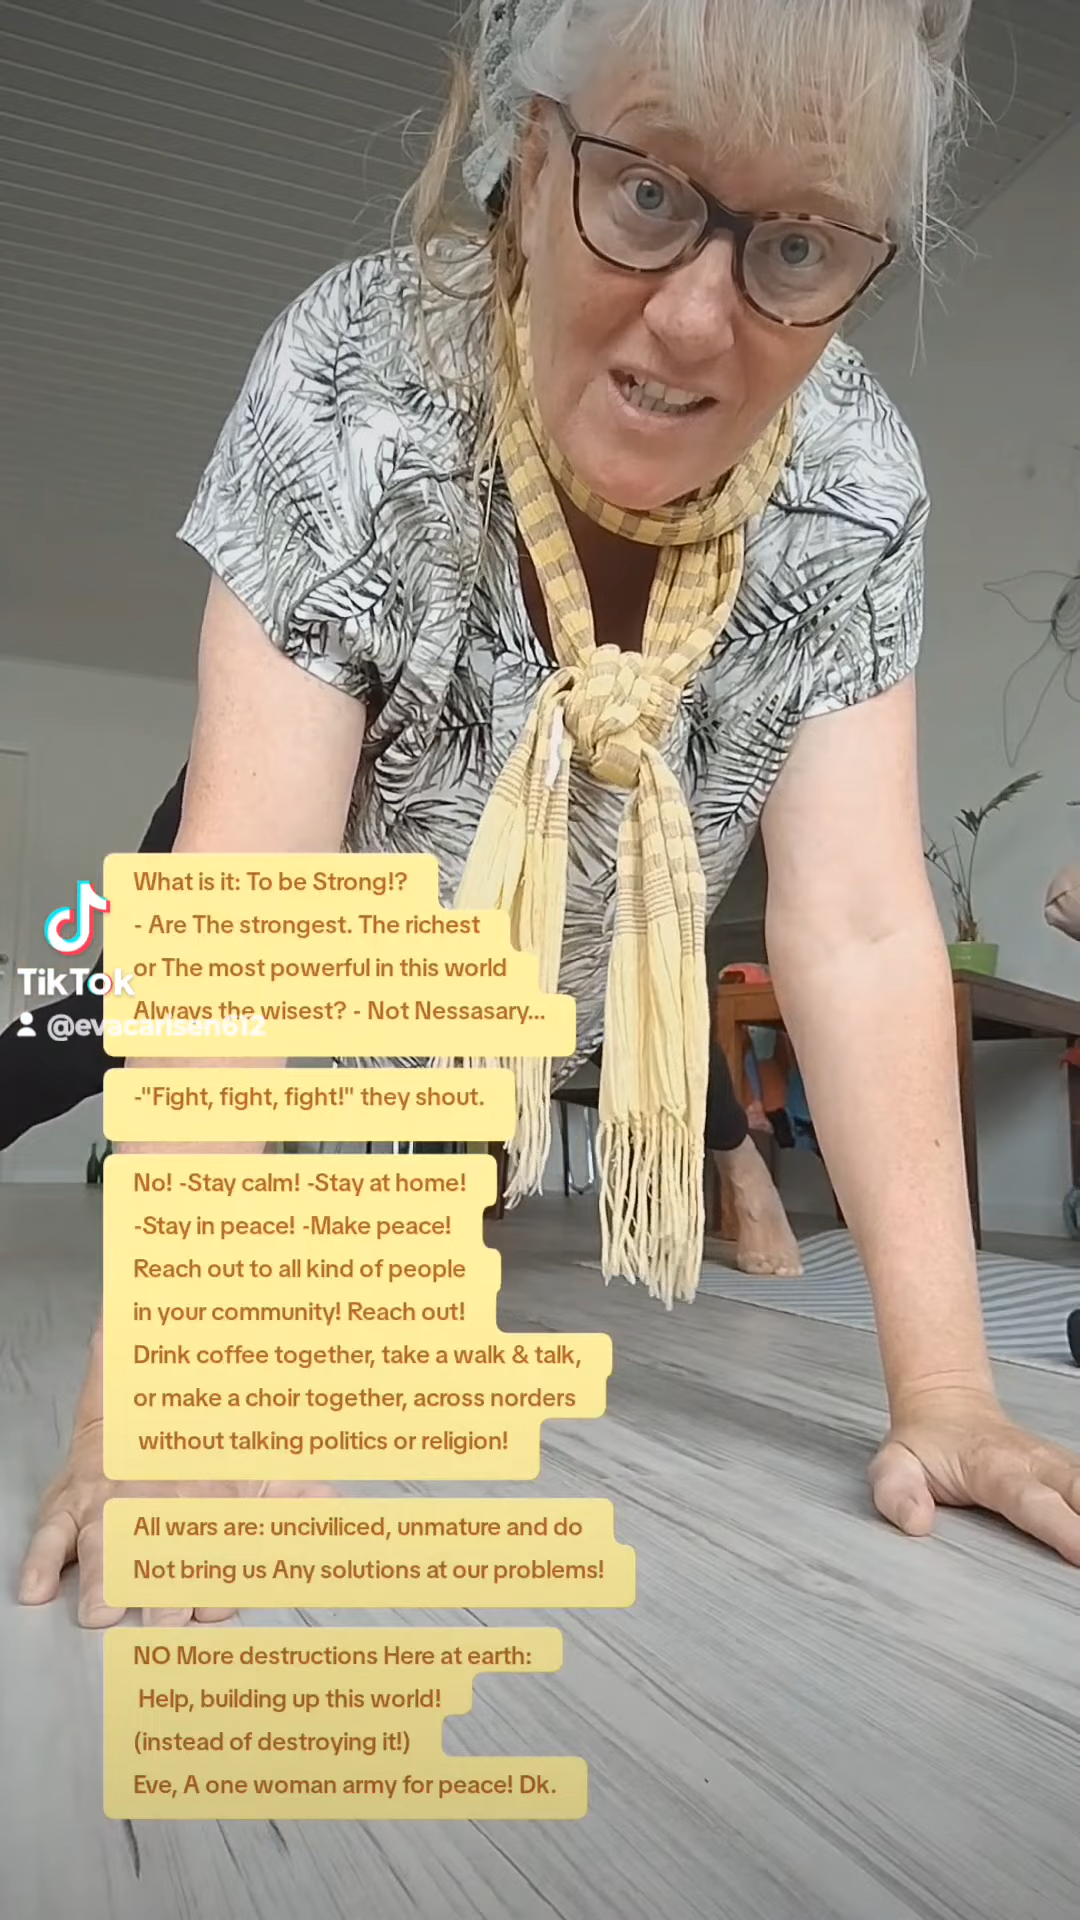 What is it: To be Strong!?
- Are The strongest. The richest
or The most powerful in this world
Always the wisest? - Not Nessasary...
TikTok
@evacarlsen612
-"Fight, fight, fight!" they shout.
No! -Stay calm! -Stay at home!
-Stay in peace! -Make peace!
Reach out to all kind of people
in your community! Reach out!
Drink coffee together, take a walk & talk,
or make a choir together, across norders
without talking politics or religion!
All wars are: unciviliced, unmature and do
Not bring us Any solutions at our problems!
NO More destructions Here at earth:
Help, building up this world!
(instead of destroying it!)
Eve, A one woman army for peace! Dk.